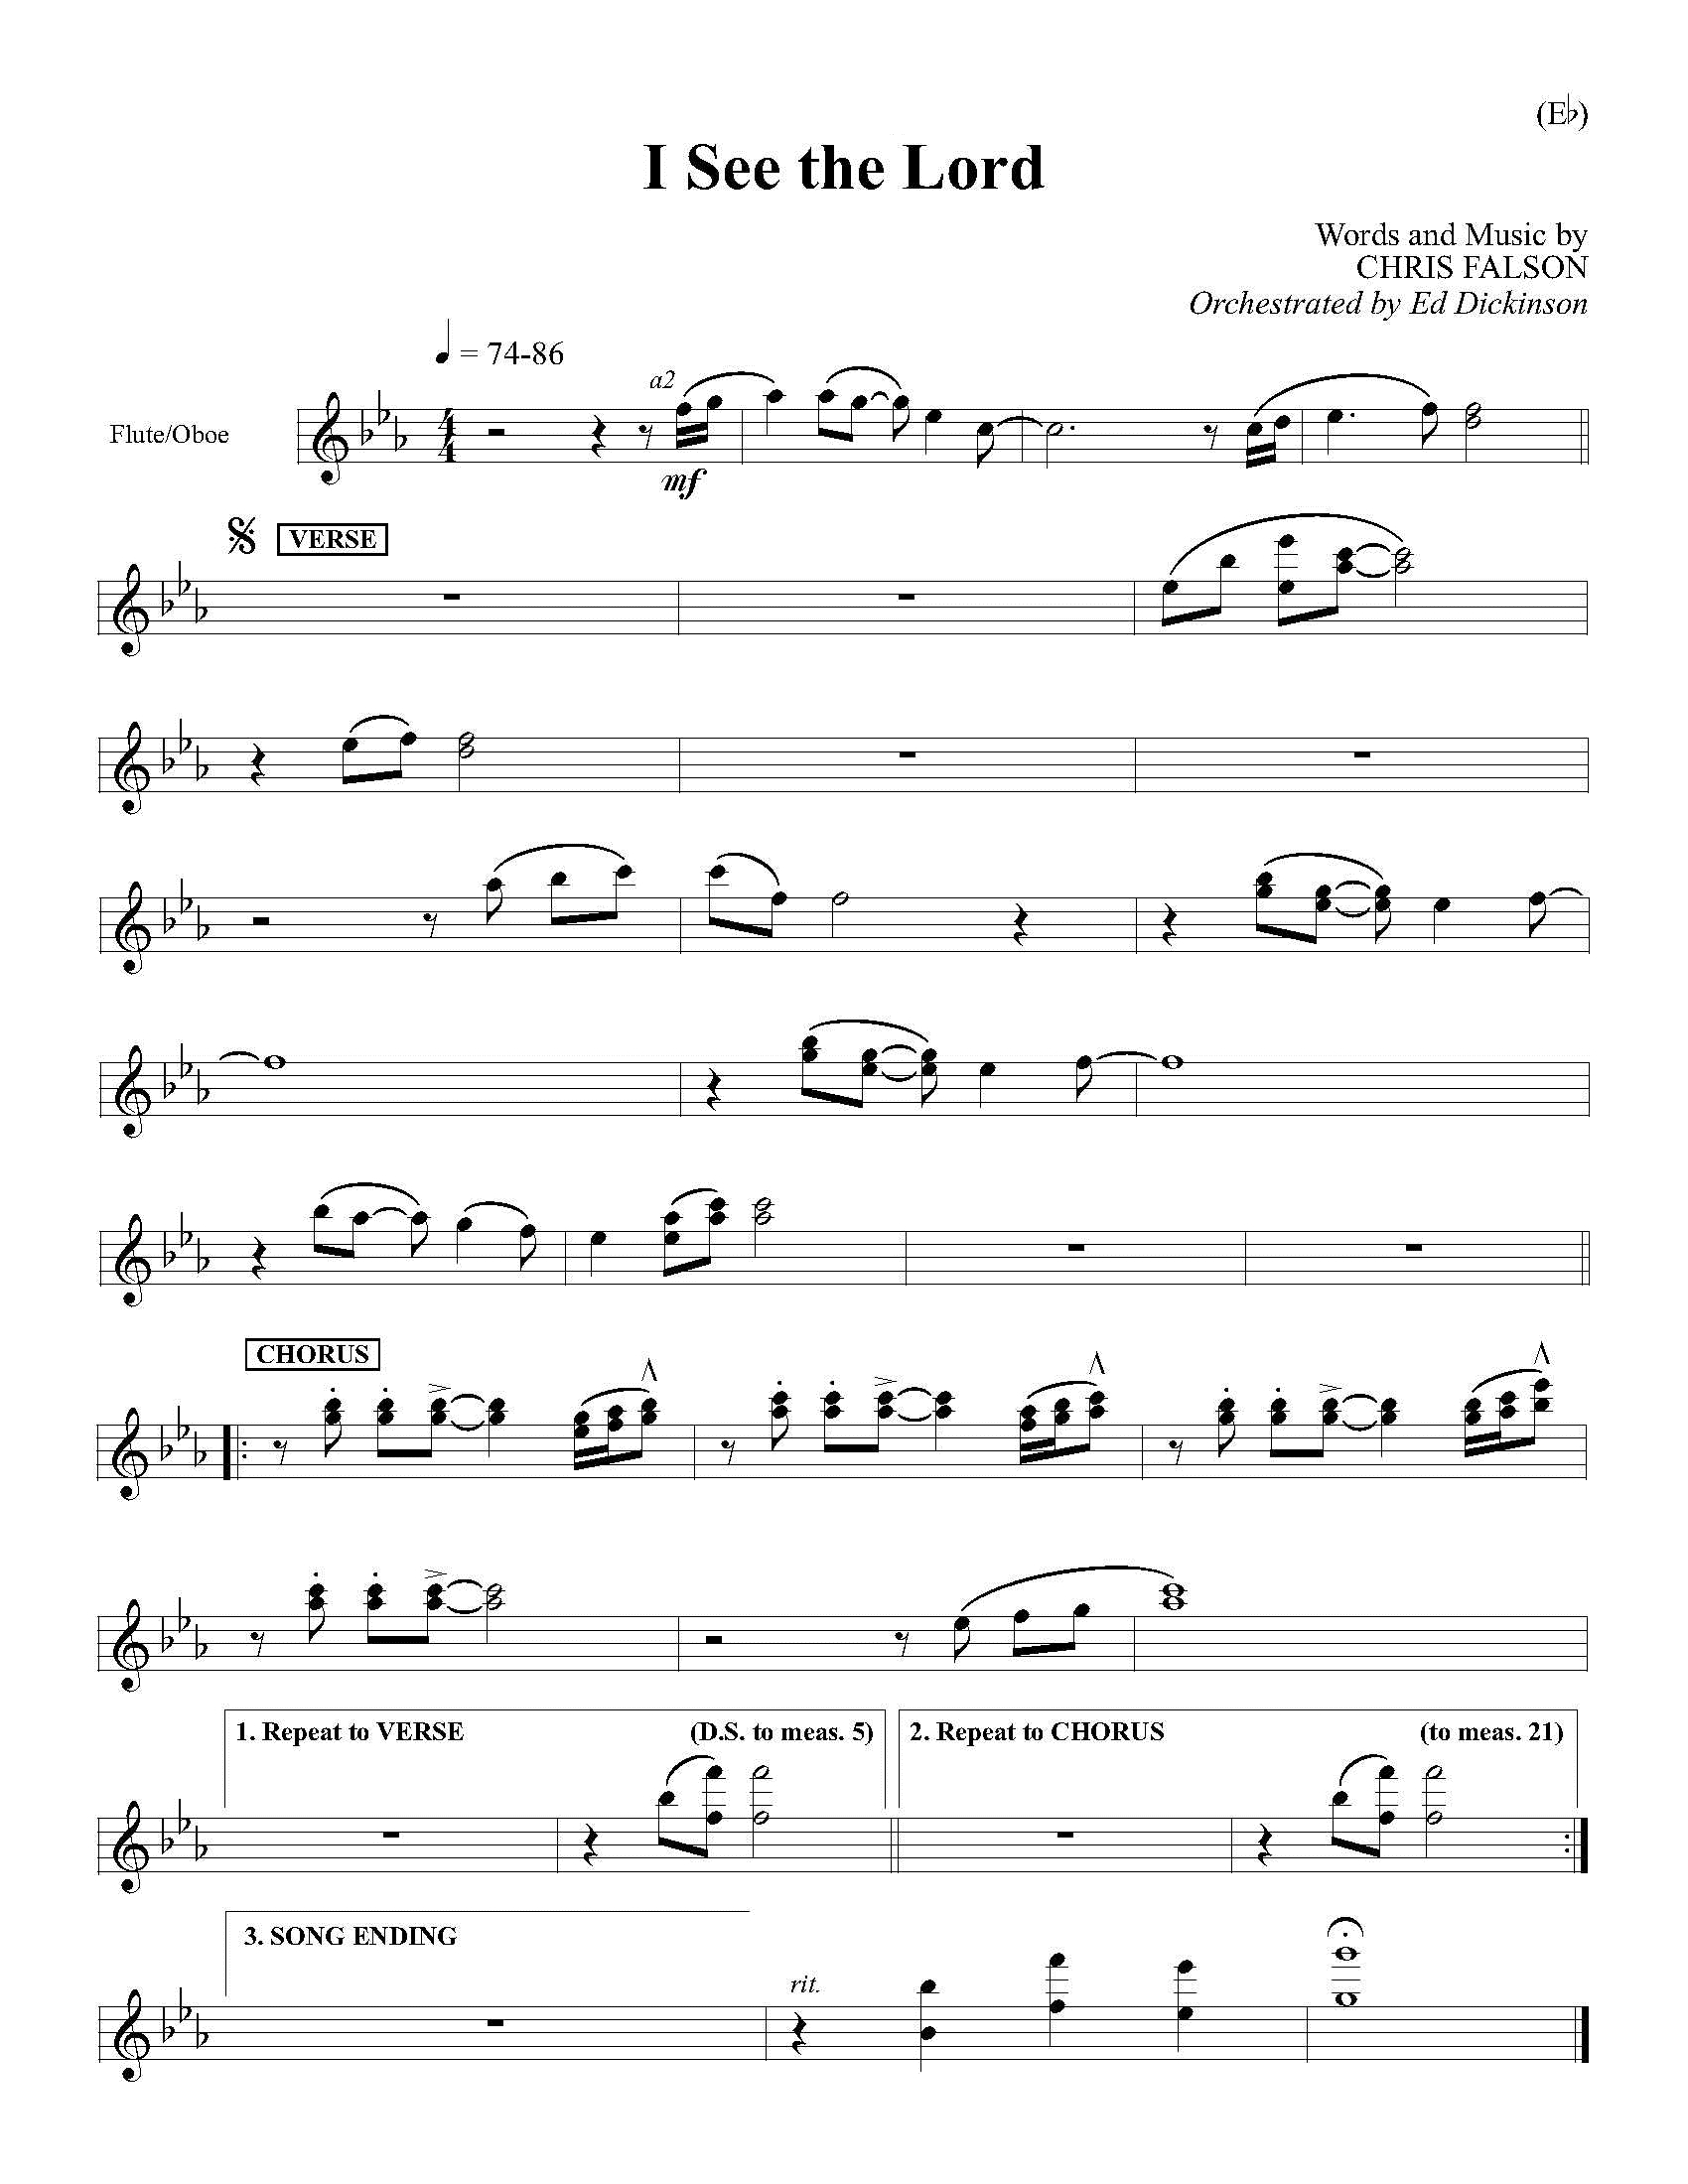 (E♭)
I See the Lord
Words and Music by
CHRIS FALSON
Orchestrated by Ed Dickinson
= 74-86
a2
Flute/Oboe
mf
VERSE
CHORUS
1. Repeat to VERSE (D.S. to meas. 5) 2. Repeat to CHORUS (to meas. 21)
3. SONG ENDING
rit.